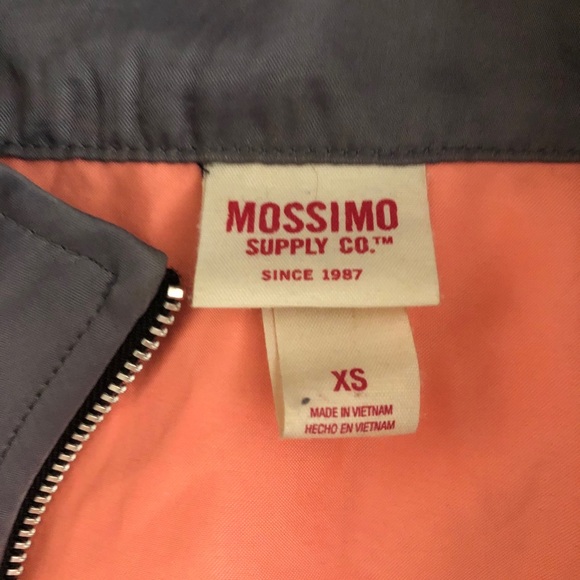 MOSSIMO
SUPPLY CO.™
SINCE 1987
XS
MADE IN VIETNAM
HECHO EN VIETNAM